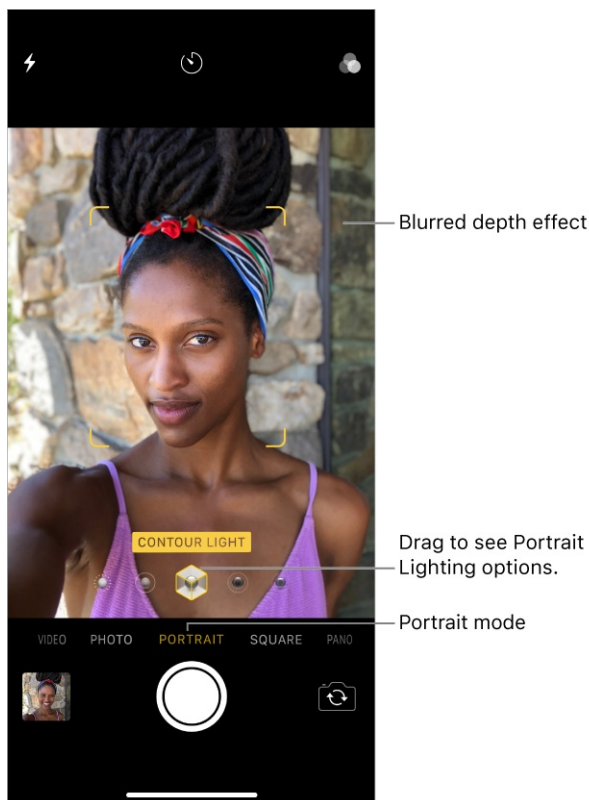 Blurred depth effect
CONTOUR LIGHT
Drag to see Portrait
Lighting options.
Portrait mode
VIDEO PHOTO PORTRAIT SQUARE PANO